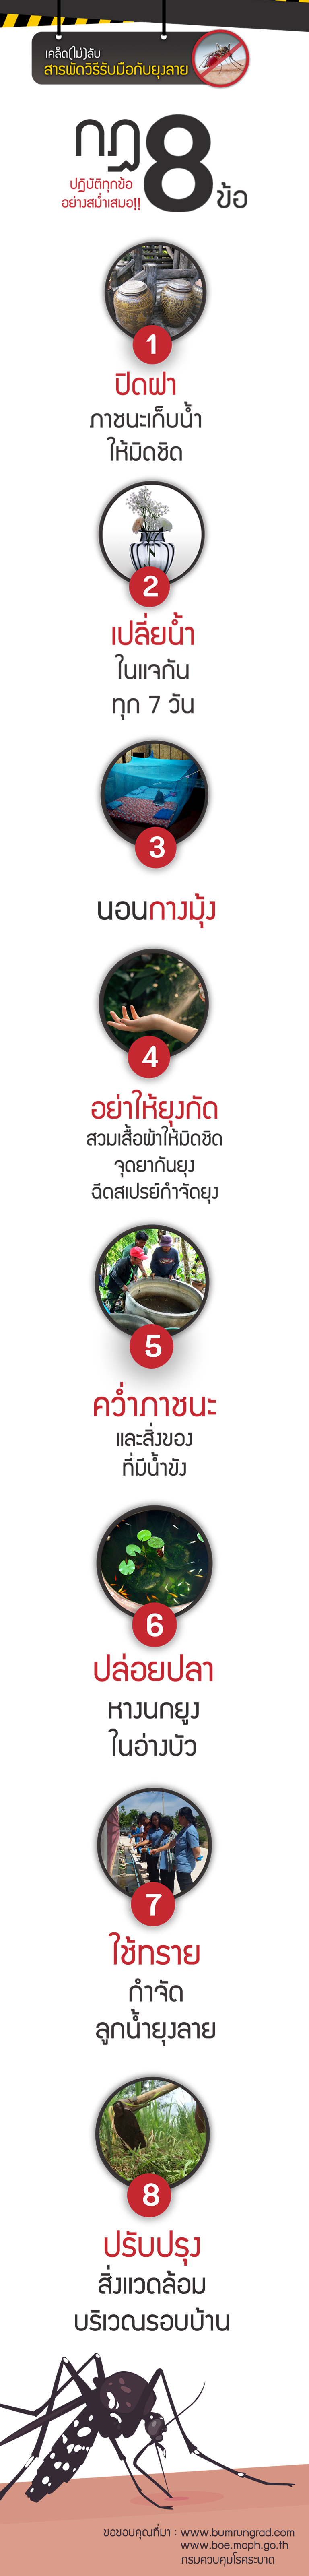 เคล็ด(ไม่)ลับ
สารพัดวิธีรับมือกับยุงลาย
กฎ 8 ข้อ
ปฏิบัติทุกข้อ
อย่างสม่ำเสมอ!!
1
ปิดฝา
ภาชนะเก็บน้ำ
ให้มิดชิด
2
เปลี่ยนน้ำ
ในแจกัน
ทุก 7 วัน
3
นอนกางมุ้ง
4
อย่าให้ยุงกัด
สวมเสื้อผ้าให้มิดชิด
จุดยากันยุง
ฉีดสเปรย์กำจัดยุง
5
คว่ำภาชนะ
และสิ่งของ
ที่มีน้ำขัง
6
ปล่อยปลา
หางนกยูง
ในอ่างบัว
7
ใช้ทราย
กำจัด
ลูกน้ำยุงลาย
8
ปรับปรุง
สิ่งแวดล้อม
บริเวณรอบบ้าน
ขอขอบคุณที่มา : www.bumrungrad.com
www.boe.moph.go.th
กรมควบคุมโรคระบาด